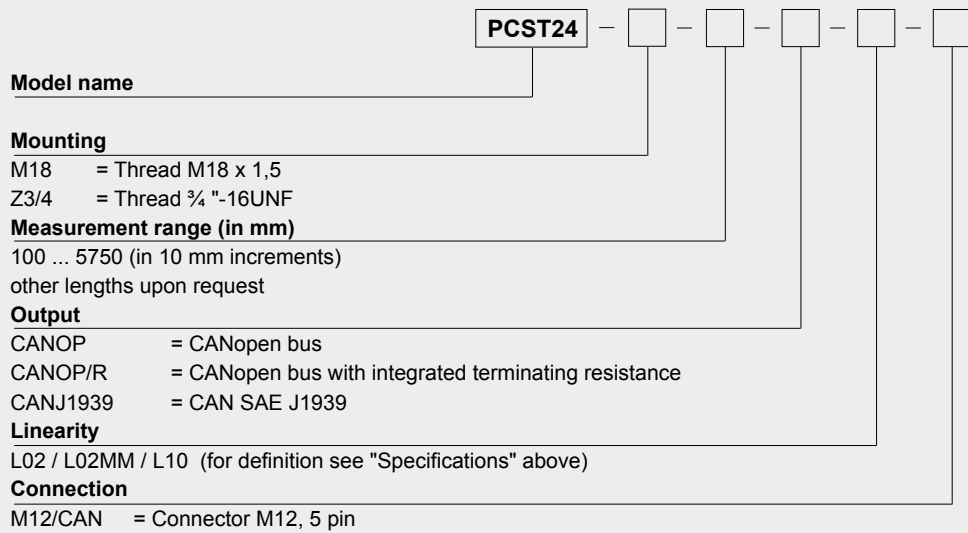 PCST24 – – – – –
Model name
Mounting
M18 = Thread M18 x 1,5
Z3/4 = Thread ¾ "-16UNF
Measurement range (in mm)
100 ... 5750 (in 10 mm increments)
other lengths upon request
Output
CANOP = CANopen bus
CANOP/R = CANopen bus with integrated terminating resistance
CANJ1939 = CAN SAE J1939
Linearity
L02 / L02MM / L10 (for definition see "Specifications" above)
Connection
M12/CAN = Connector M12, 5 pin